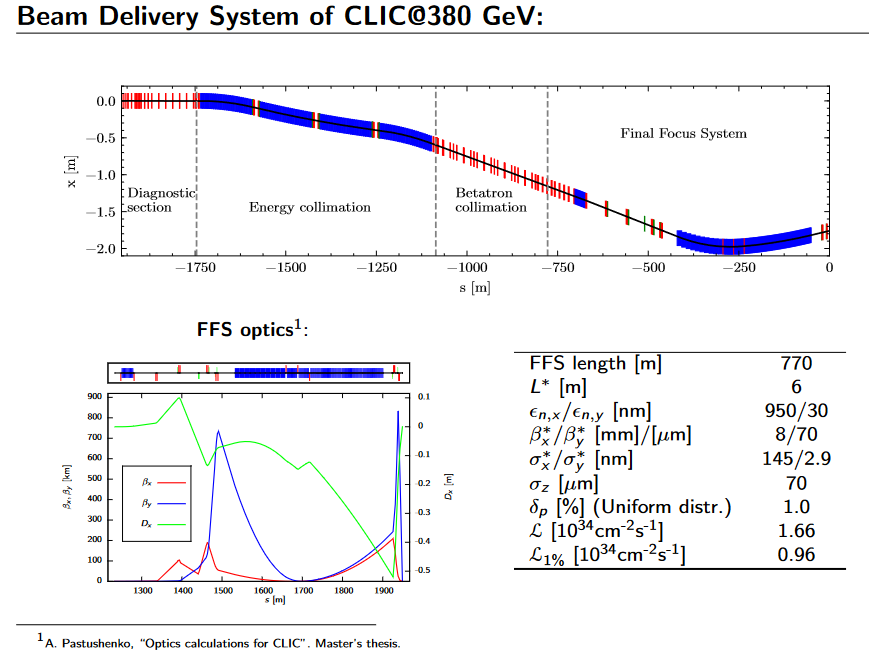 Beam Delivery System of CLIC@380 GeV:
0.0
−0.5
−1.0
−1.5
−2.0
x [m]
Diagnostic
section
Energy collimation
Betatron
collimation
Final Focus System
−1750 −1500 −1250 −1000 −750 −500 −250 0
s [m]
FFS optics¹:
900
800
700
600
500
400
300
200
100
0
βx, βy [km]
βx
βy
Dx
0.1
0
-0.1
-0.2
-0.3
-0.4
-0.5
Dx [m]
1300 1400 1500 1600 1700 1800 1900
s [m]
FFS length [m] 770
L* [m] 6
ϵn,x/ϵn,y [nm] 950/30
β*x/β*y [mm]/[μm] 8/70
σ*x/σ*y [nm] 145/2.9
σz [μm] 70
δp [%] (Uniform distr.) 1.0
ℒ [10³⁴cm⁻²s⁻¹] 1.66
ℒ1% [10³⁴cm⁻²s⁻¹] 0.96
¹A. Pastushenko, “Optics calculations for CLIC”. Master’s thesis.